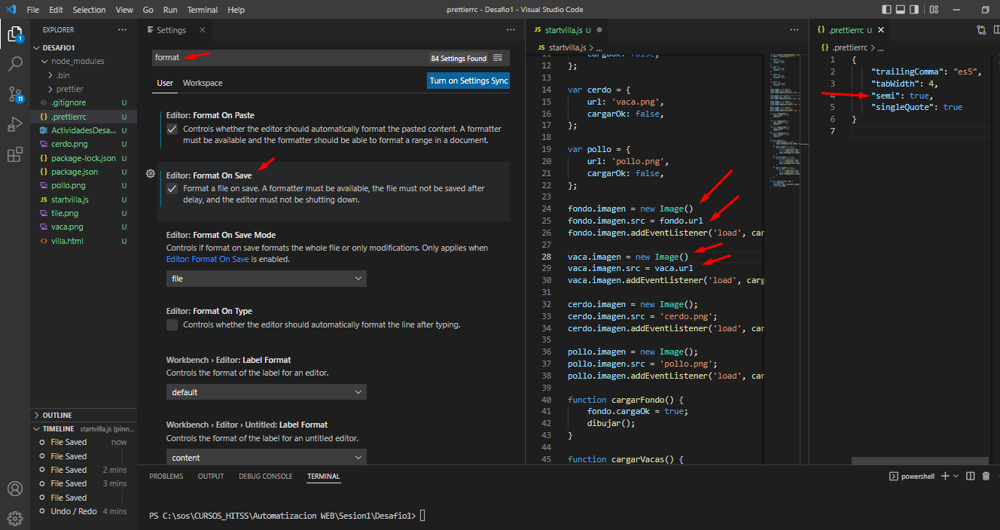 File Edit Selection View Go Run Terminal Help
.prettierrc - Desafio1 - Visual Studio Code
EXPLORER
DESAFIO1
node_modules
.bin
prettier
.gitignore U
.prettierrc U
ActividadesDesa... U
cerdo.png U
package-lock.json U
package.json U
pollo.png U
startvilla.js U
tile.png U
vaca.png U
villa.html U
OUTLINE
TIMELINE startvilla.js (pinn...
File Saved now
File Saved
File Saved 2 mins
File Saved 3 mins
File Saved
Undo / Redo 4 mins
1
11
Settings
format
84 Settings Found
User Workspace
Turn on Settings Sync
Editor: Format On Paste
Controls whether the editor should automatically format the pasted content. A formatter
must be available and the formatter should be able to format a range in a document.
Editor: Format On Save
Format a file on save. A formatter must be available, the file must not be saved after
delay, and the editor must not be shutting down.
Editor: Format On Save Mode
Controls if format on save formats the whole file or only modifications. Only applies when
Editor: Format On Save is enabled.
file
Editor: Format On Type
Controls whether the editor should automatically format the line after typing.
Workbench › Editor: Label Format
Controls the format of the label for an editor.
default
Workbench › Editor › Untitled: Label Format
Controls the format of the label for an untitled editor.
content
JS startvilla.js U
JS startvilla.js > ...
11 cargaOk: false,
12 };
13
14 var cerdo = {
15 url: 'vaca.png',
16 cargarOk: false,
17 };
18
19 var pollo = {
20 url: 'pollo.png',
21 cargarOk: false,
22 };
23
24 fondo.imagen = new Image()
25 fondo.imagen.src = fondo.url
26 fondo.imagen.addEventListener('load', car
27
28 vaca.imagen = new Image()
29 vaca.imagen.src = vaca.url
30 vaca.imagen.addEventListener('load', carg
31
32 cerdo.imagen = new Image();
33 cerdo.imagen.src = 'cerdo.png';
34 cerdo.imagen.addEventListener('load', car
35
36 pollo.imagen = new Image();
37 pollo.imagen.src = 'pollo.png';
38 pollo.imagen.addEventListener('load', car
39
40 function cargarFondo() {
41 fondo.cargaOk = true;
42 dibujar();
43 }
44
45 function cargarVacas() {
{} .prettierrc U
{} .prettierrc > ...
1 {
2 "trailingComma": "es5",
3 "tabWidth": 4,
4 "semi": true,
5 "singleQuote": true
6 }
7
PROBLEMS OUTPUT DEBUG CONSOLE TERMINAL
powershell
PS C:\sos\CURSOS_HITSS\Automatizacion WEB\Sesion1\Desafio1>